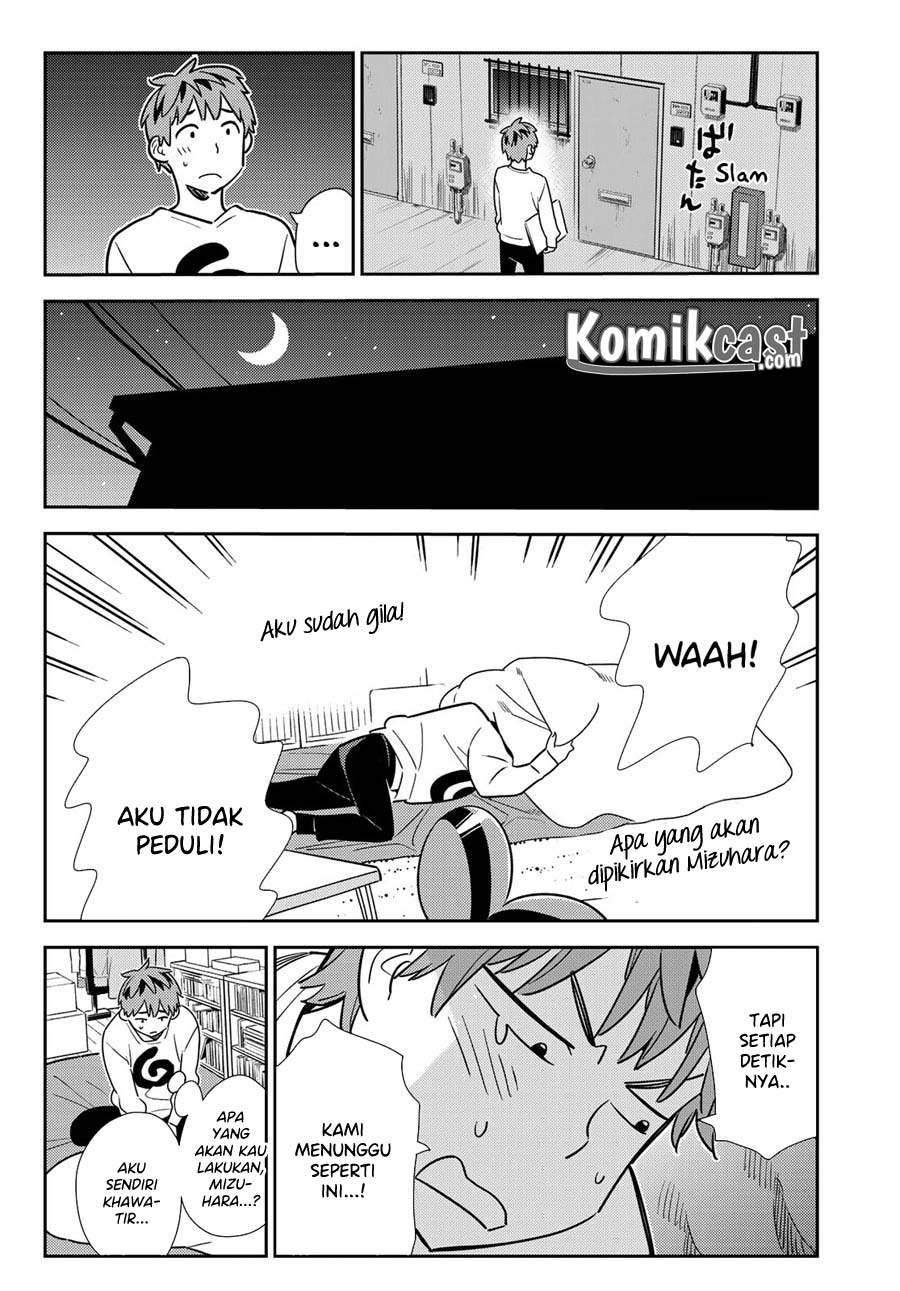 ばたん
Slam
...
Komikcast
.com
WAAH!
Aku sudah gila!
Apa yang akan
dipikirkan Mizuhara?
AKU TIDAK
PEDULI!
TAPI
SETIAP
DETIK-
NYA..
KAMI
MENUNGGU
SEPERTI
INI...!
APA
YANG
AKAN KAU
LAKUKAN,
MIZU-
HARA...?
AKU
SENDIRI
KHAWA-
TIR...